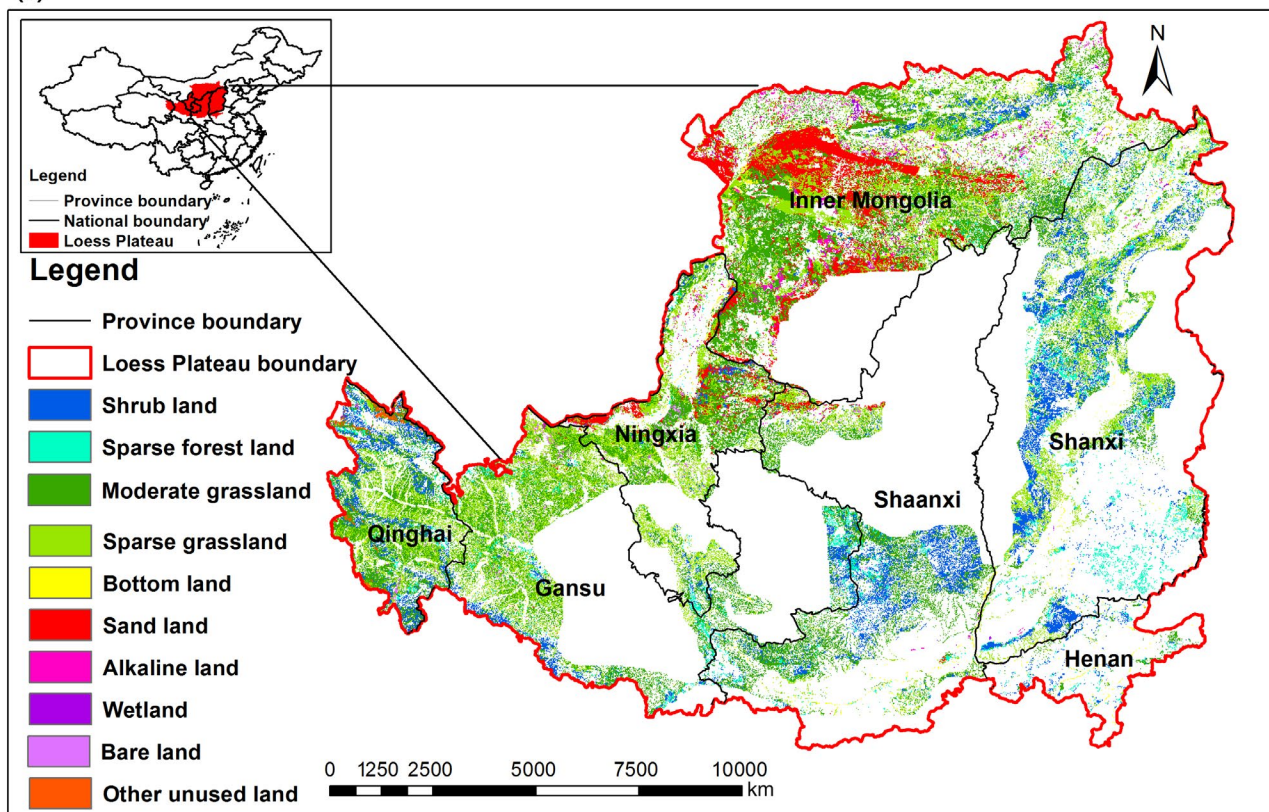 Legend
Province boundary
National boundary
Loess Plateau
N
Legend
Province boundary
Loess Plateau boundary
Shrub land
Sparse forest land
Moderate grassland
Sparse grassland
Bottom land
Sand land
Alkaline land
Wetland
Bare land
Other unused land
Inner Mongolia
Ningxia
Shanxi
Shaanxi
Qinghai
Gansu
Henan
0 1250 2500 5000 7500 10000
km